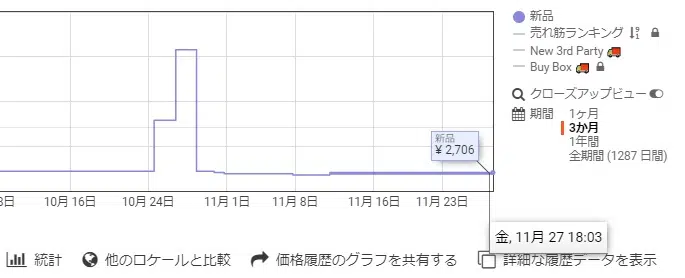 新品
売れ筋ランキング
New 3rd Party
Buy Box
クローズアップビュー
期間
1ヶ月
3か月
1年間
全期間 (1287 日間)
新品
¥ 2,706
10月 16日
10月 24日
11月 1日
11月 8日
11月 16日
11月 23日
金, 11月 27 18:03
統計
他のロケールと比較
価格履歴のグラフを共有する
詳細な履歴データを表示